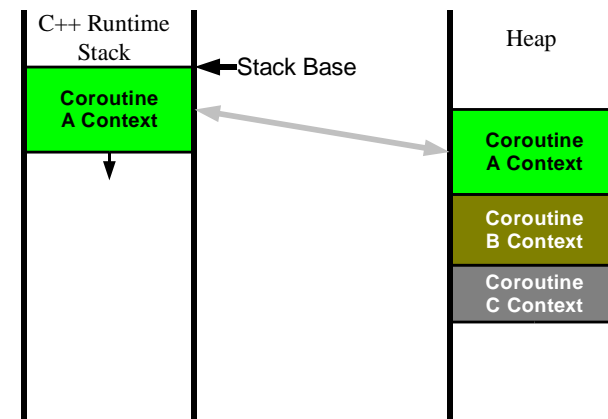 C++ Runtime
Stack
Stack Base
Heap
Coroutine
A Context
Coroutine
A Context
Coroutine
B Context
Coroutine
C Context